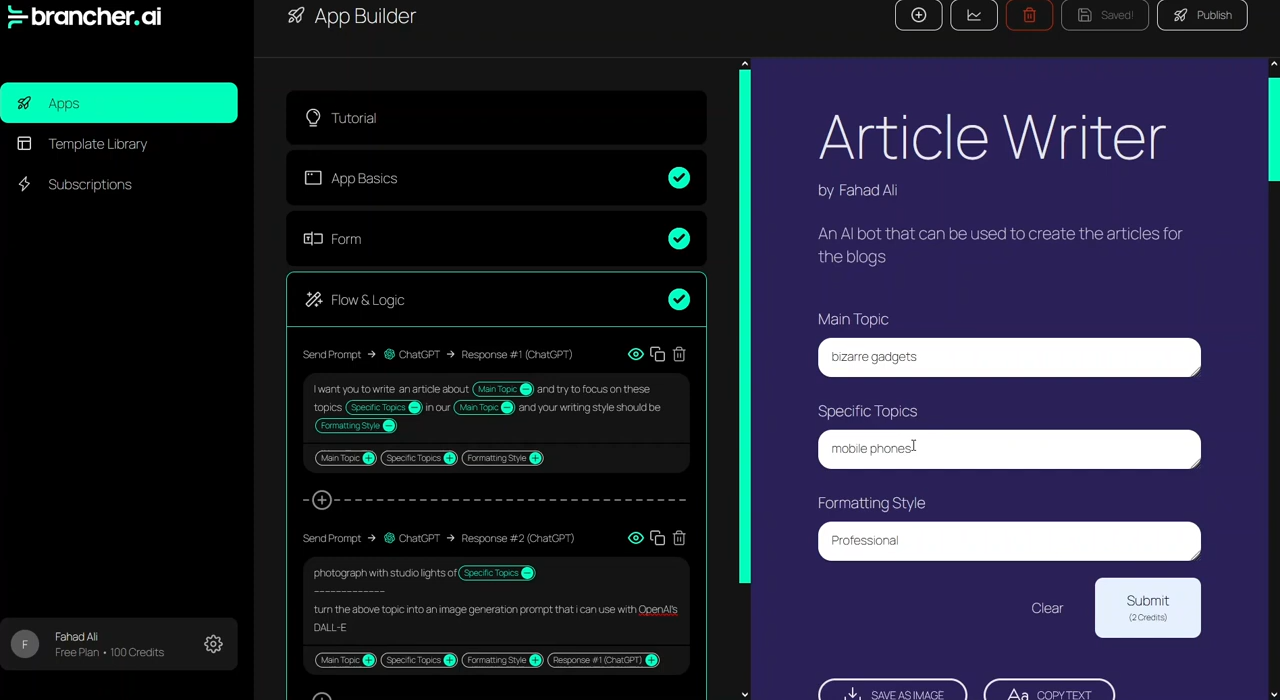 brancher.ai
Apps
Template Library
Subscriptions
F
Fahad Ali
Free Plan • 100 Credits
App Builder
Saved!
Publish
Tutorial
App Basics
Form
Flow & Logic
Send Prompt → ChatGPT → Response #1 (ChatGPT)
I want you to write an article about Main Topic and try to focus on these
topics Specific Topics in our Main Topic and your writing style should be
Formatting Style
Main Topic Specific Topics Formatting Style
Send Prompt → ChatGPT → Response #2 (ChatGPT)
photograph with studio lights of Specific Topics
-------------
turn the above topic into an image generation prompt that i can use with OpenAI's
DALL-E
Main Topic Specific Topics Formatting Style Response #1 (ChatGPT)
Article Writer
by Fahad Ali
An AI bot that can be used to create the articles for
the blogs
Main Topic
bizarre gadgets
Specific Topics
mobile phones
Formatting Style
Professional
Clear
Submit
(2 Credits)
SAVE AS IMAGE
Aa COPY TEXT